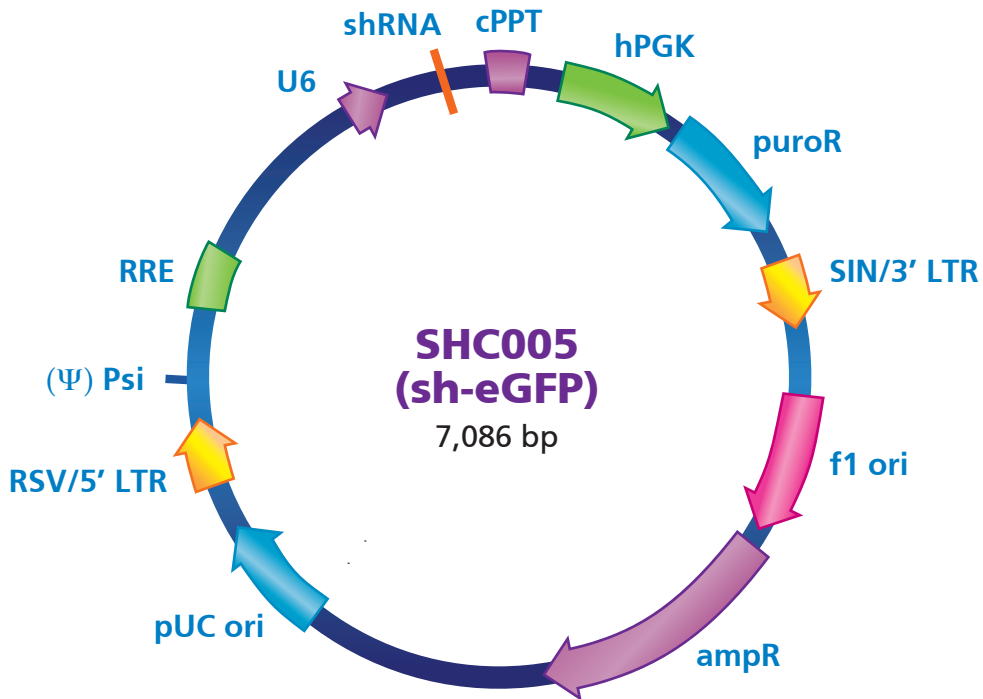 shRNA
cPPT
hPGK
U6
puroR
RRE
SIN/3’ LTR
SHC005
(sh-eGFP)
7,086 bp
(Ψ) Psi
f1 ori
RSV/5’ LTR
pUC ori
ampR